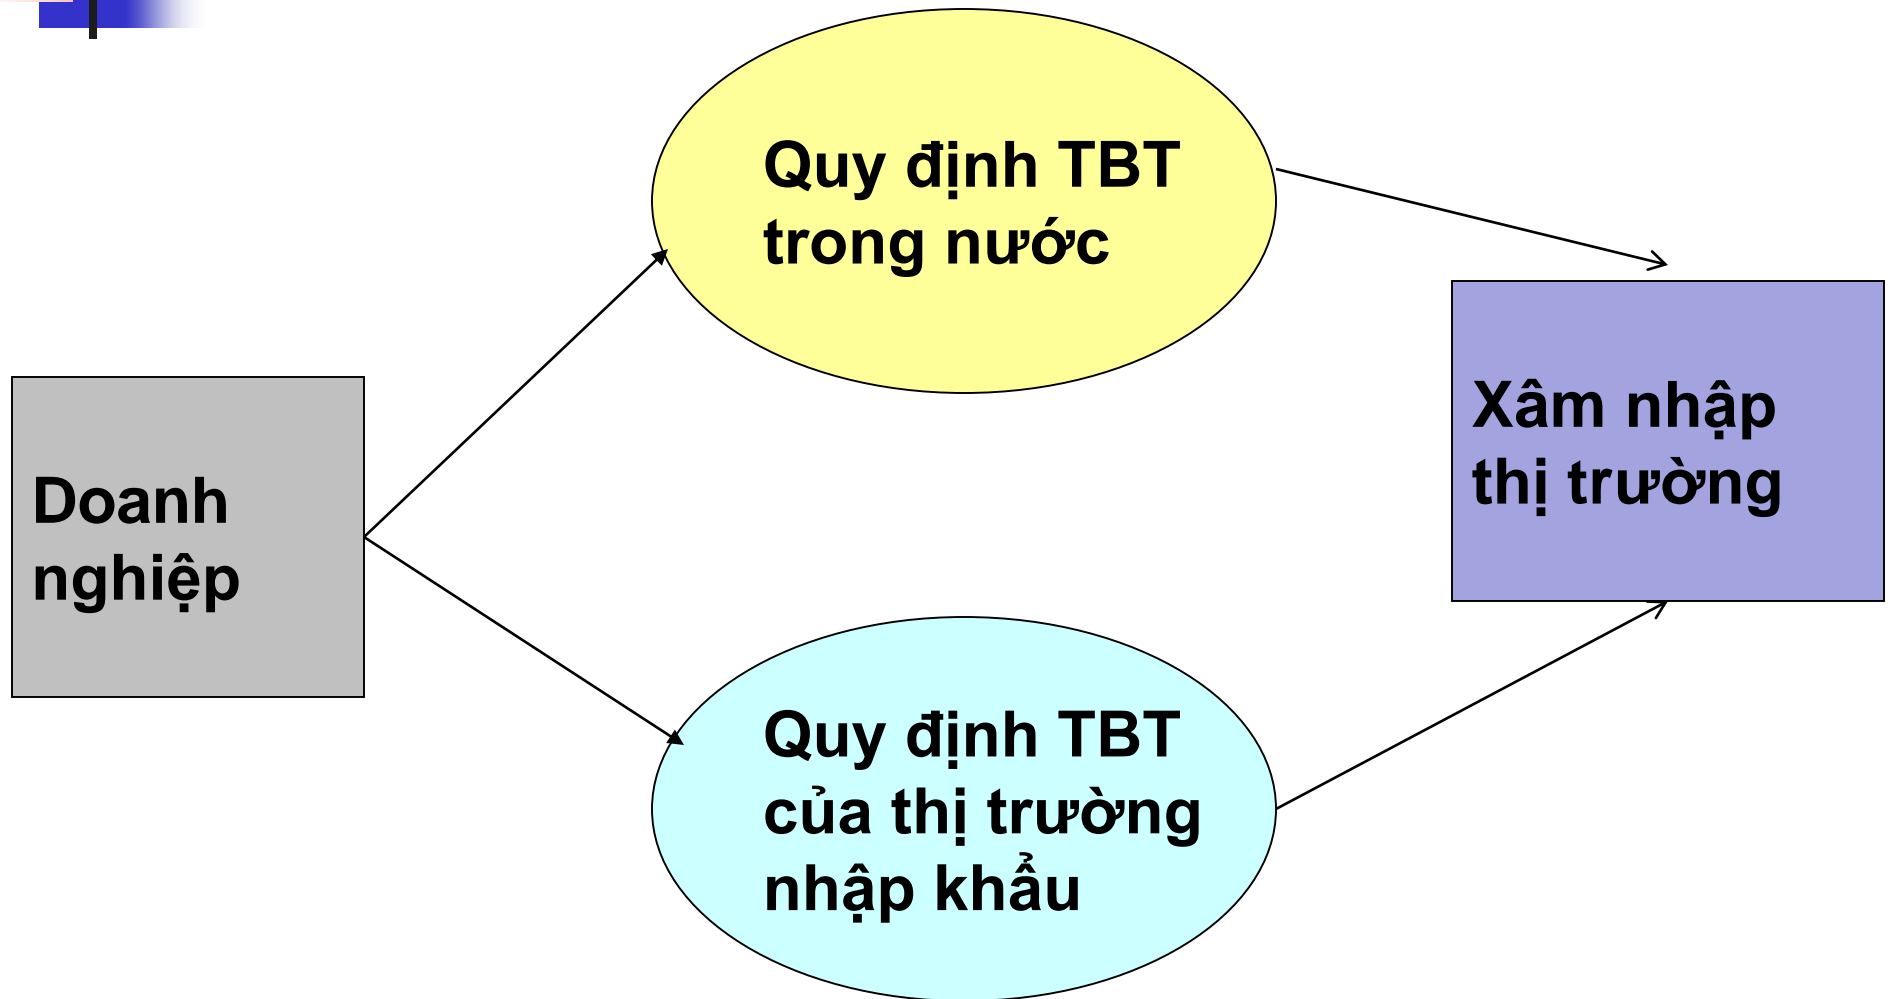 Quy định TBT
trong nước
Doanh
nghiệp
Xâm nhập
thị trường
Quy định TBT
của thị trường
nhập khẩu